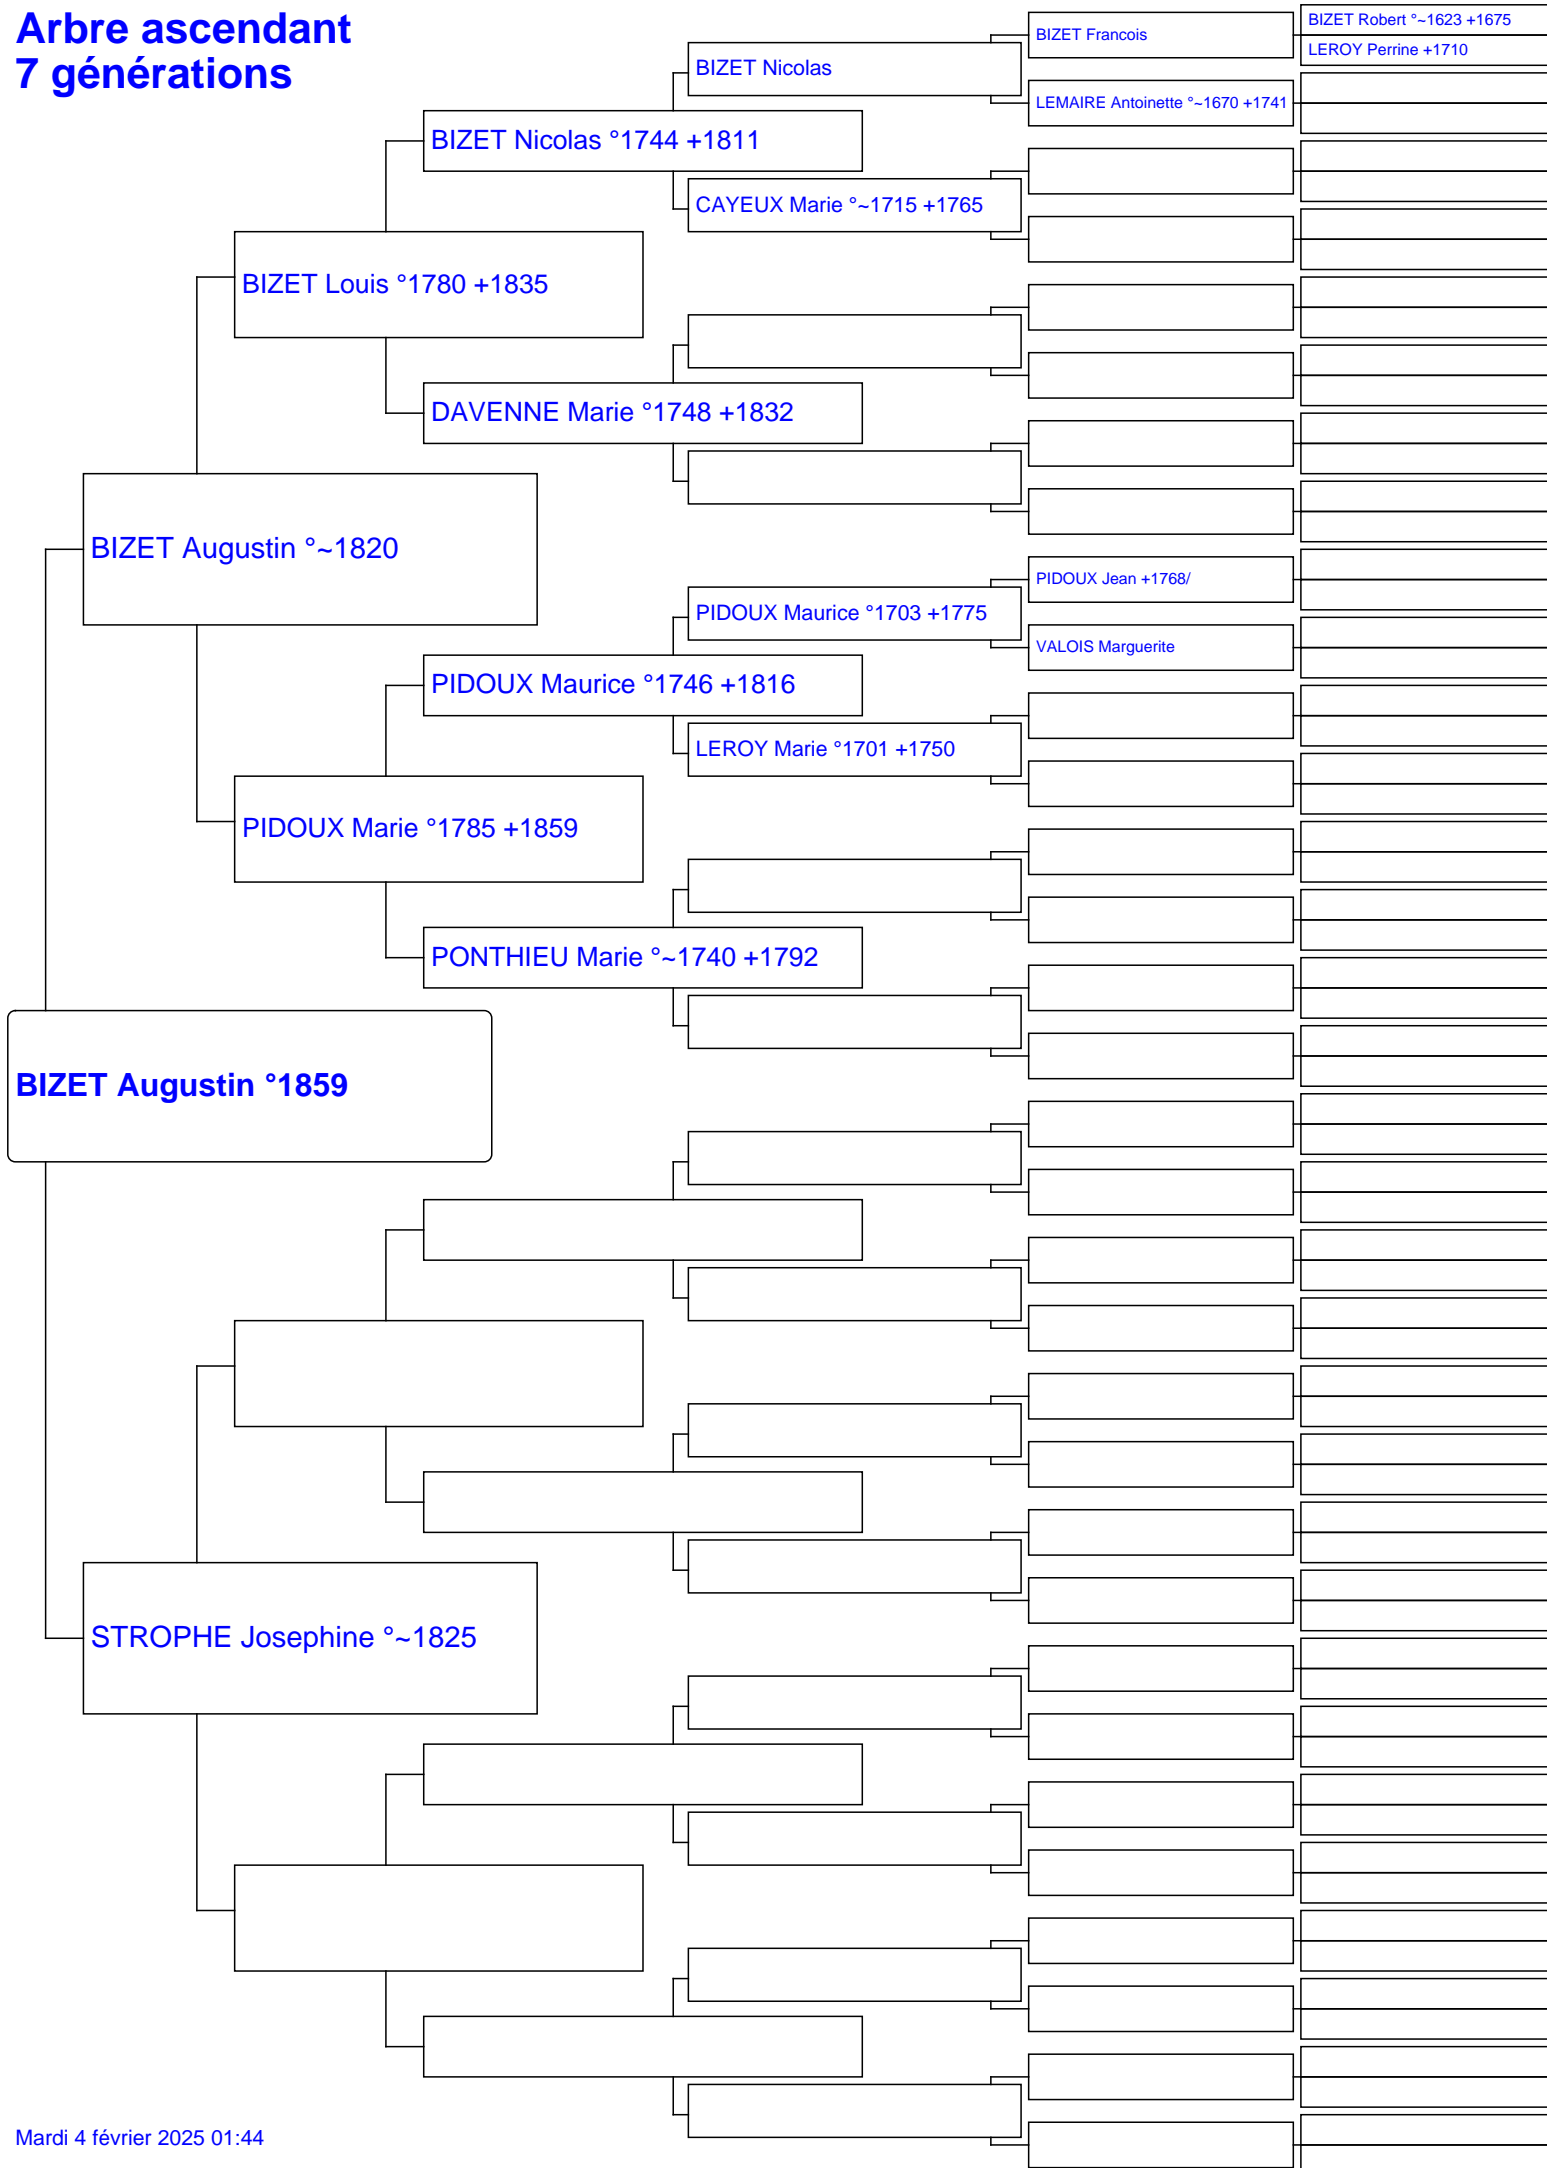 Arbre ascendant
7 générations
BIZET Robert °~1623 +1675
BIZET Francois
LEROY Perrine +1710
BIZET Nicolas
LEMAIRE Antoinette °~1670 +1741
BIZET Nicolas °1744 +1811
CAYEUX Marie °~1715 +1765
BIZET Louis °1780 +1835
DAVENNE Marie °1748 +1832
BIZET Augustin °~1820
PIDOUX Jean +1768/
PIDOUX Maurice °1703 +1775
VALOIS Marguerite
PIDOUX Maurice °1746 +1816
LEROY Marie °1701 +1750
PIDOUX Marie °1785 +1859
PONTHIEU Marie °~1740 +1792
BIZET Augustin °1859
STROPHE Josephine °~1825
Mardi 4 février 2025 01:44